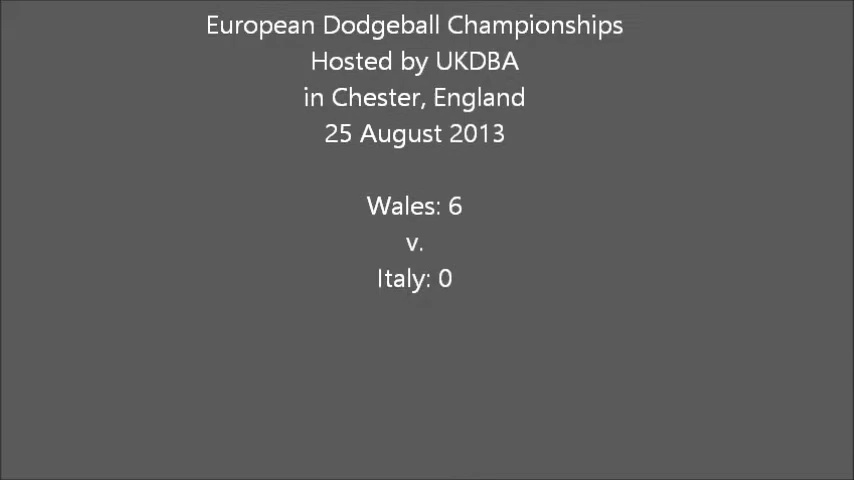 European Dodgeball Championships
Hosted by UKDBA
in Chester, England
25 August 2013
Wales: 6
v.
Italy: 0